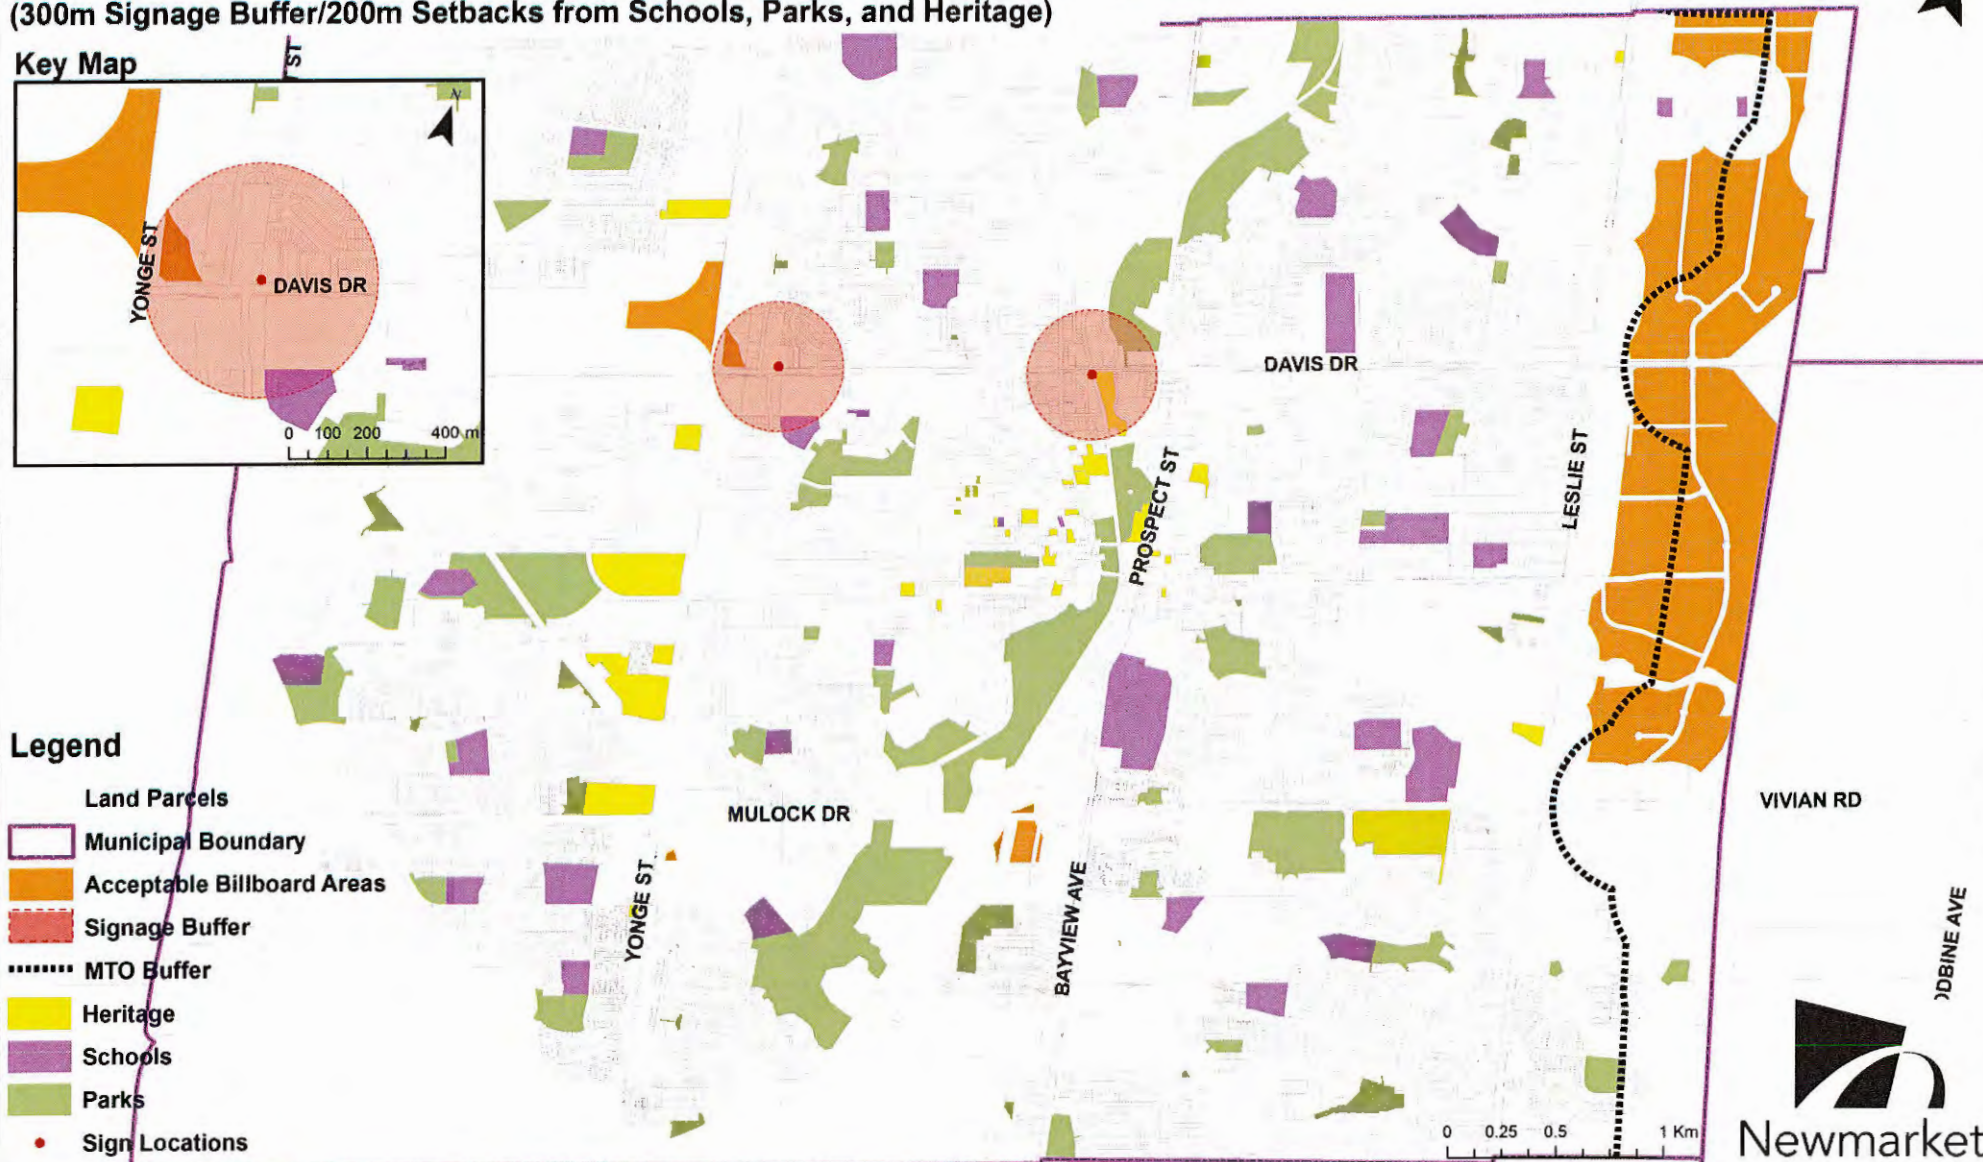 (300m Signage Buffer/200m Setbacks from Schools, Parks, and Heritage)
Key Map
ST
N
YONGE ST
DAVIS DR
0 100 200 400 m
DAVIS DR
LESLIE ST
PROSPECT ST
MULOCK DR
YONGE ST
BAYVIEW AVE
VIVIAN RD
Legend
Land Parcels
Municipal Boundary
Acceptable Billboard Areas
Signage Buffer
MTO Buffer
Heritage
Schools
Parks
Sign Locations
0 0.25 0.5 1 Km
AVE
Newmarket